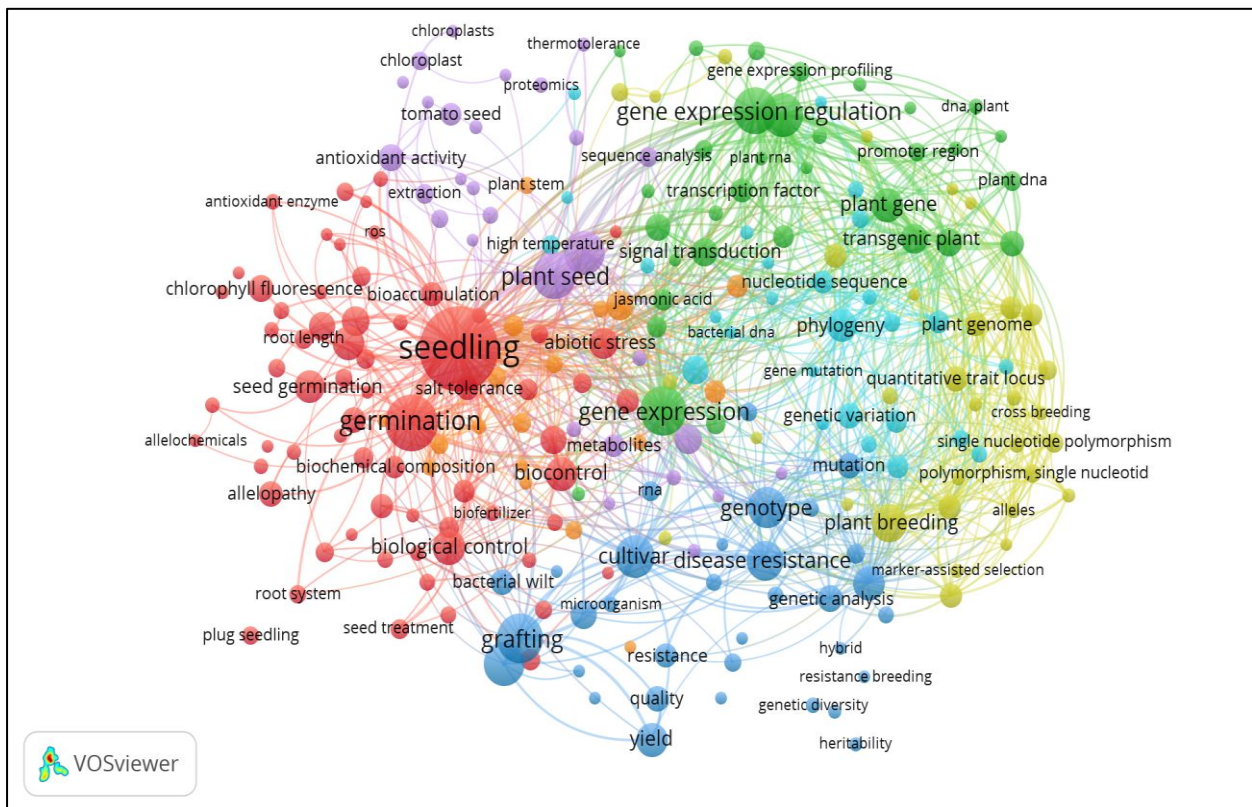 chloroplasts
thermotolerance
chloroplast
gene expression profiling
proteomics
tomato seed
gene expression regulation
dna, plant
antioxidant activity
sequence analysis
plant rna
promoter region
extraction
plant stem
transcription factor
plant dna
antioxidant enzyme
plant gene
ros
high temperature
signal transduction
transgenic plant
plant seed
nucleotide sequence
chlorophyll fluorescence
bioaccumulation
jasmonic acid
root length
seedling
abiotic stress
bacterial dna
phylogeny
plant genome
gene mutation
seed germination
salt tolerance
quantitative trait locus
germination
gene expression
genetic variation
cross breeding
allelochemicals
metabolites
single nucleotide polymorphism
biochemical composition
biocontrol
mutation
polymorphism, single nucleotid
allelopathy
rna
biofertilizer
genotype
plant breeding
alleles
biological control
cultivar
disease resistance
bacterial wilt
marker-assisted selection
root system
microorganism
genetic analysis
plug seedling
seed treatment
grafting
resistance
hybrid
resistance breeding
quality
genetic diversity
yield
heritability
VOSviewer